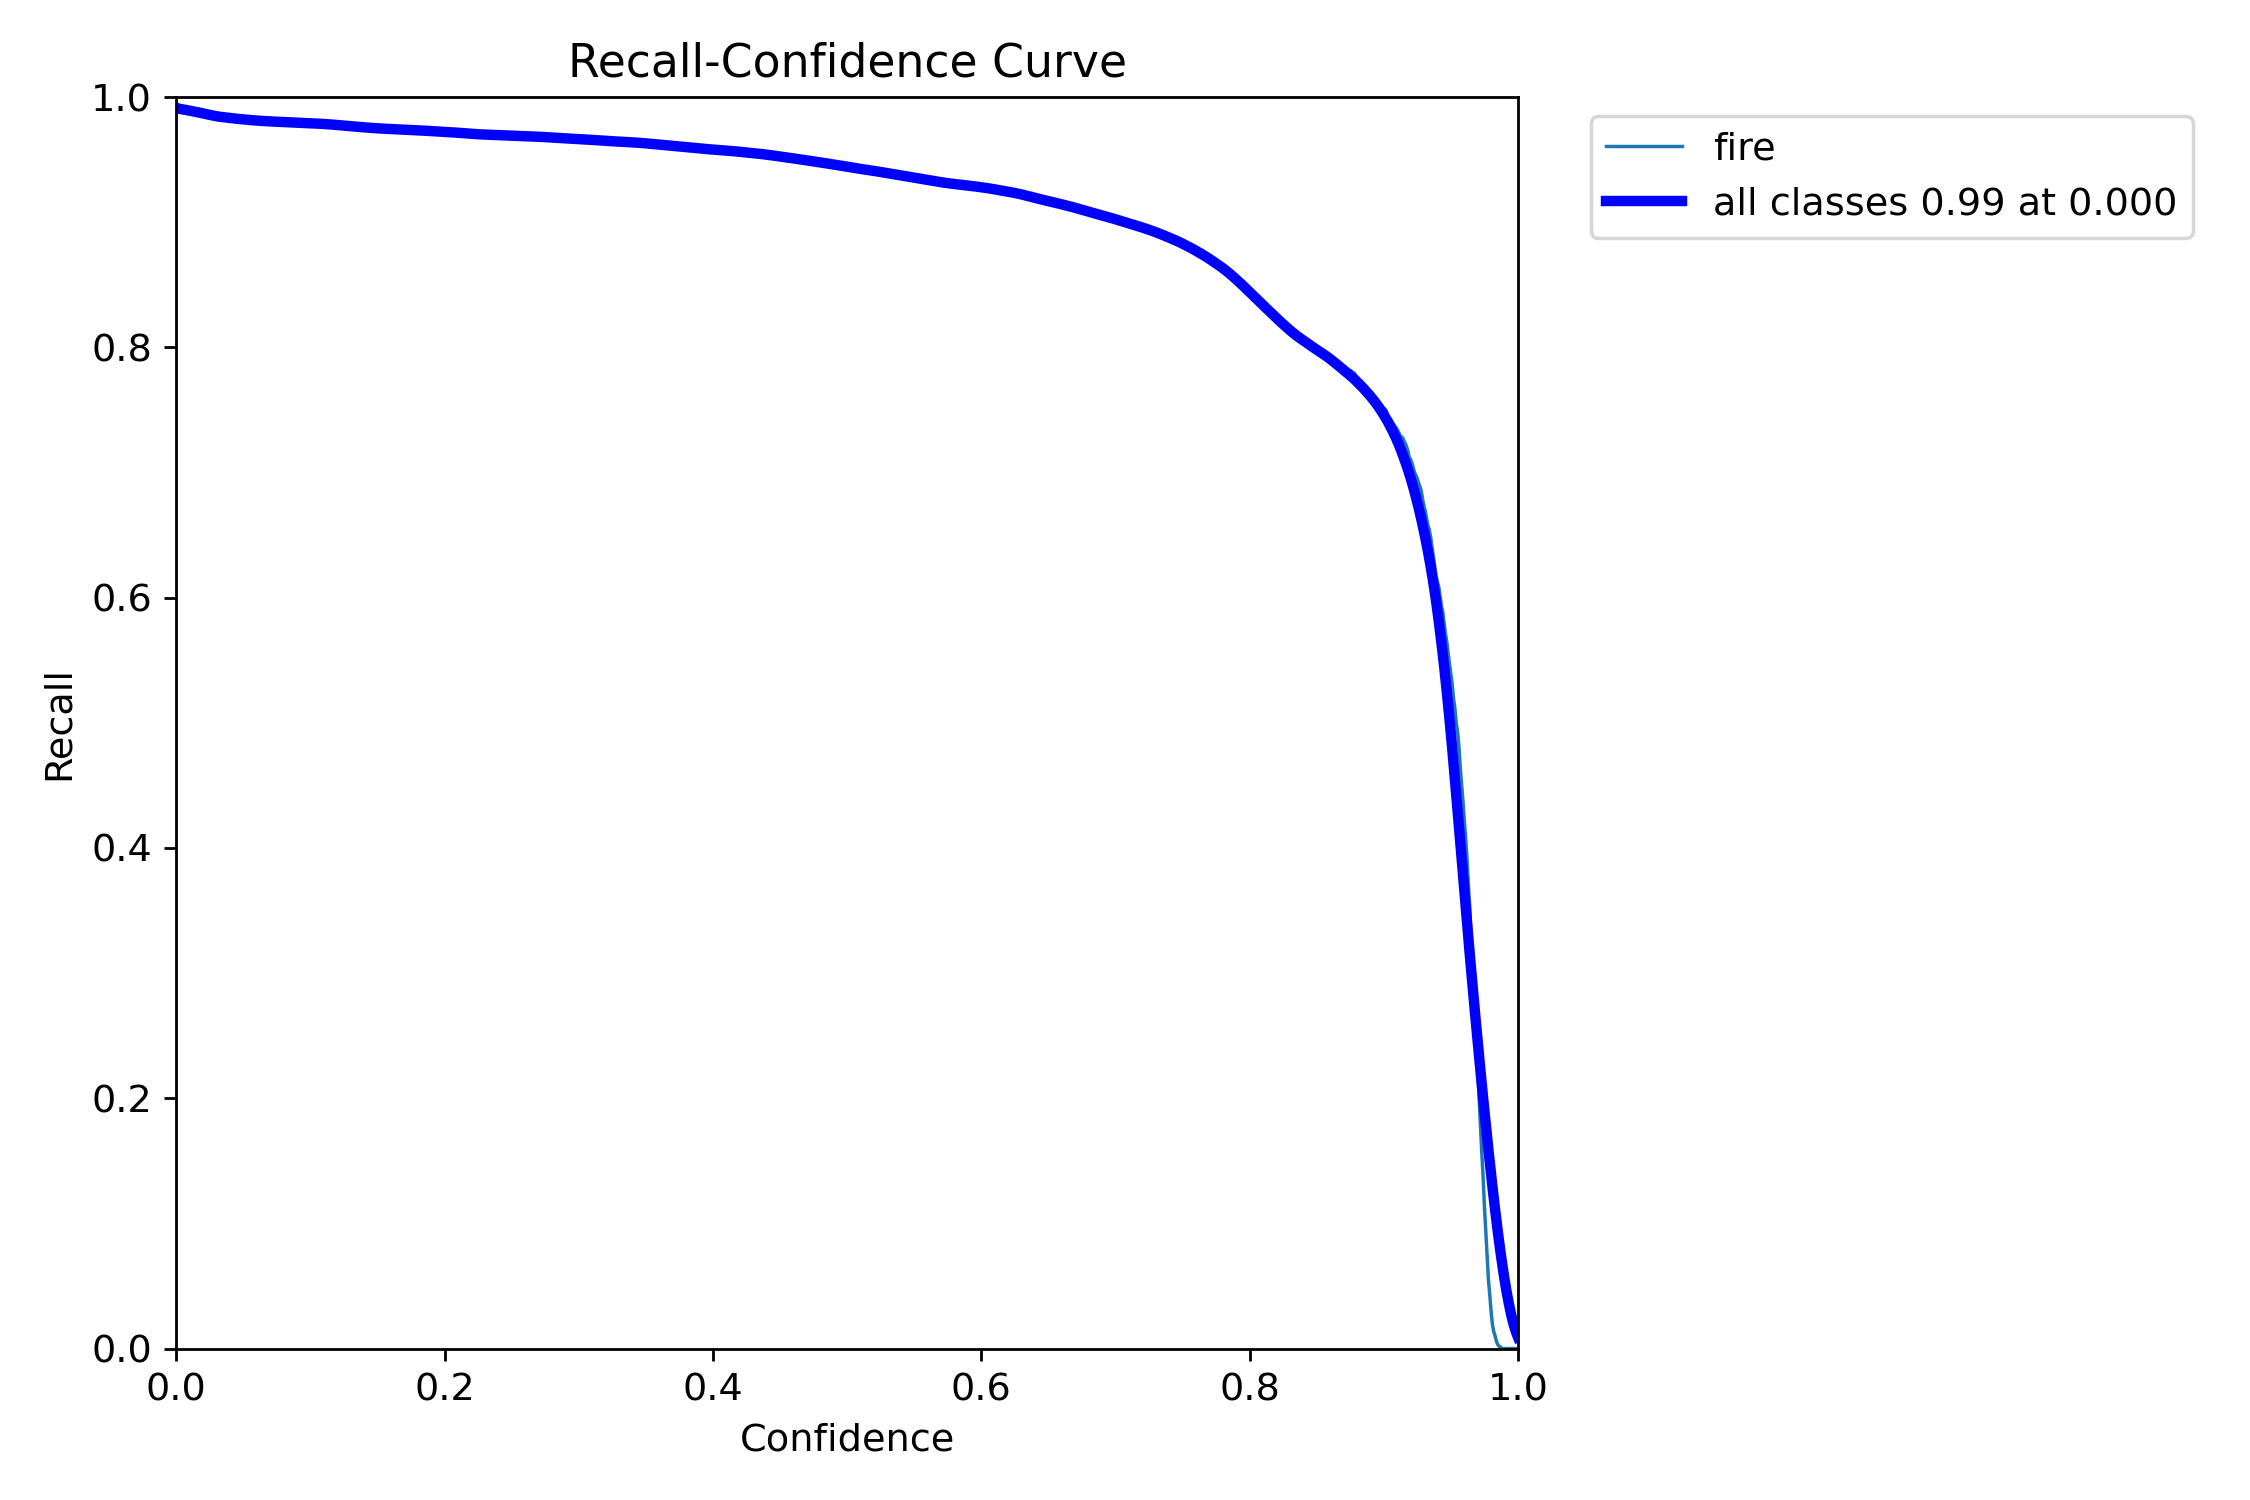 Recall-Confidence Curve
fire
all classes 0.99 at 0.000
1.0
0.8
0.6
0.4
0.2
0.0
Recall
0.0 0.2 0.4 0.6 0.8 1.0
Confidence